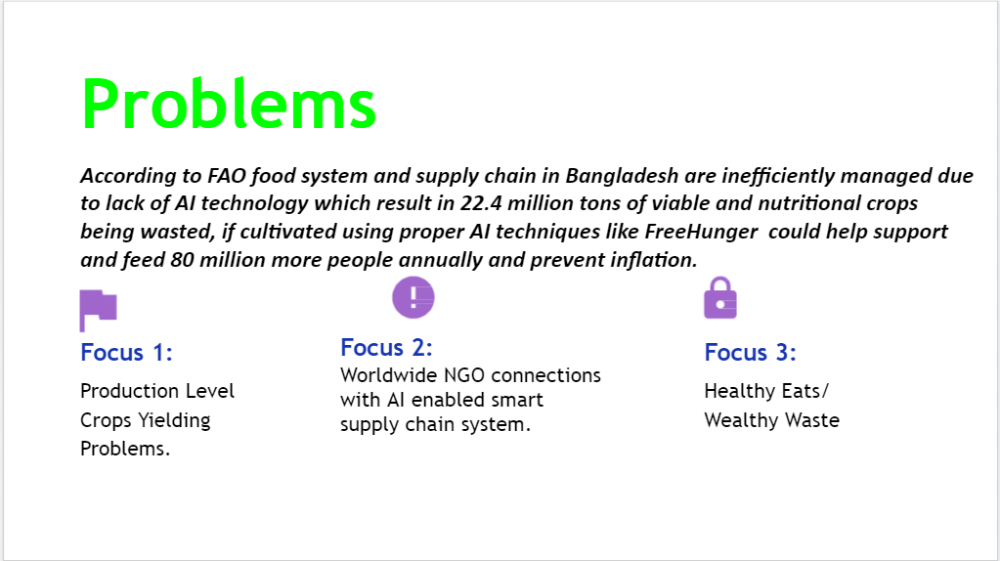 Problems
According to FAO food system and supply chain in Bangladesh are inefficiently managed due
to lack of AI technology which result in 22.4 million tons of viable and nutritional crops
being wasted, if cultivated using proper AI techniques like FreeHunger  could help support
and feed 80 million more people annually and prevent inflation.
Focus 1:
Production Level
Crops Yielding
Problems.
Focus 2:
Worldwide NGO connections
with AI enabled smart
supply chain system.
Focus 3:
Healthy Eats/
Wealthy Waste